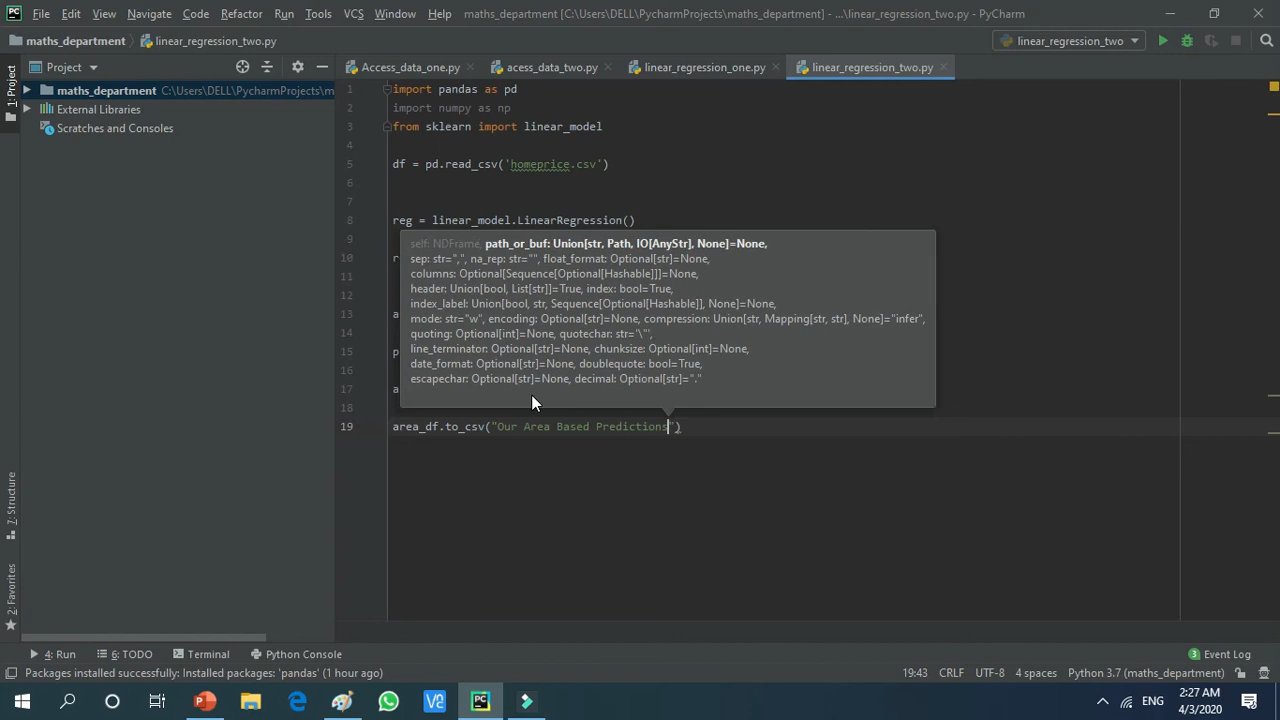 File Edit View Navigate Code Refactor Run Tools VCS Window Help maths_department [C:\Users\DELL\PycharmProjects\maths_department] - ...\linear_regression_two.py - PyCharm
maths_department linear_regression_two.py linear_regression_two
Project Access_data_one.py acess_data_two.py linear_regression_one.py linear_regression_two.py
1: Project
maths_department C:\Users\DELL\PycharmProjects\m
External Libraries
Scratches and Consoles
1 import pandas as pd
2 import numpy as np
3 from sklearn import linear_model
4
5 df = pd.read_csv('homeprice.csv')
6
7
8 reg = linear_model.LinearRegression()
9
10 r
11
12
13 a
14
15 p
16
17 a
18
self: NDFrame, path_or_buf: Union[str, Path, IO[AnyStr], None]=None,
sep: str=",", na_rep: str="", float_format: Optional[str]=None,
columns: Optional[Sequence[Optional[Hashable]]]=None,
header: Union[bool, List[str]]=True, index: bool=True,
index_label: Union[bool, str, Sequence[Optional[Hashable]], None]=None,
mode: str="w", encoding: Optional[str]=None, compression: Union[str, Mapping[str, str], None]="infer",
quoting: Optional[int]=None, quotechar: str='\"',
line_terminator: Optional[str]=None, chunksize: Optional[int]=None,
date_format: Optional[str]=None, doublequote: bool=True,
escapechar: Optional[str]=None, decimal: Optional[str]="."
19 area_df.to_csv("Our Area Based Predictions")
7: Structure
2: Favorites
4: Run 6: TODO Terminal Python Console 3 Event Log
Packages installed successfully: Installed packages: 'pandas' (1 hour ago) 19:43 CRLF UTF-8 4 spaces Python 3.7 (maths_department)
ENG
2:27 AM
4/3/2020